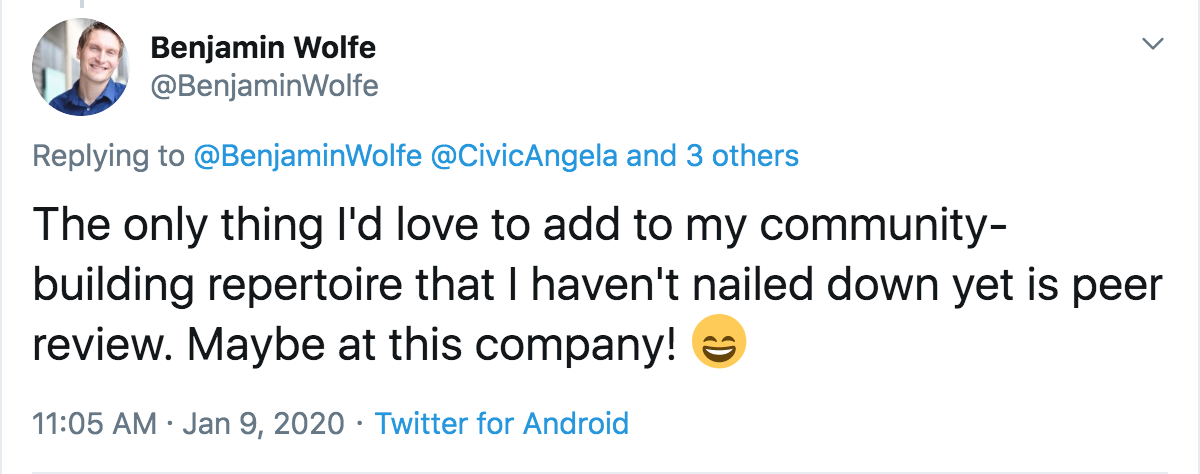 Benjamin Wolfe
@BenjaminWolfe
Replying to @BenjaminWolfe @CivicAngela and 3 others
The only thing I'd love to add to my community-
building repertoire that I haven't nailed down yet is peer
review. Maybe at this company! 😄
11:05 AM · Jan 9, 2020 · Twitter for Android